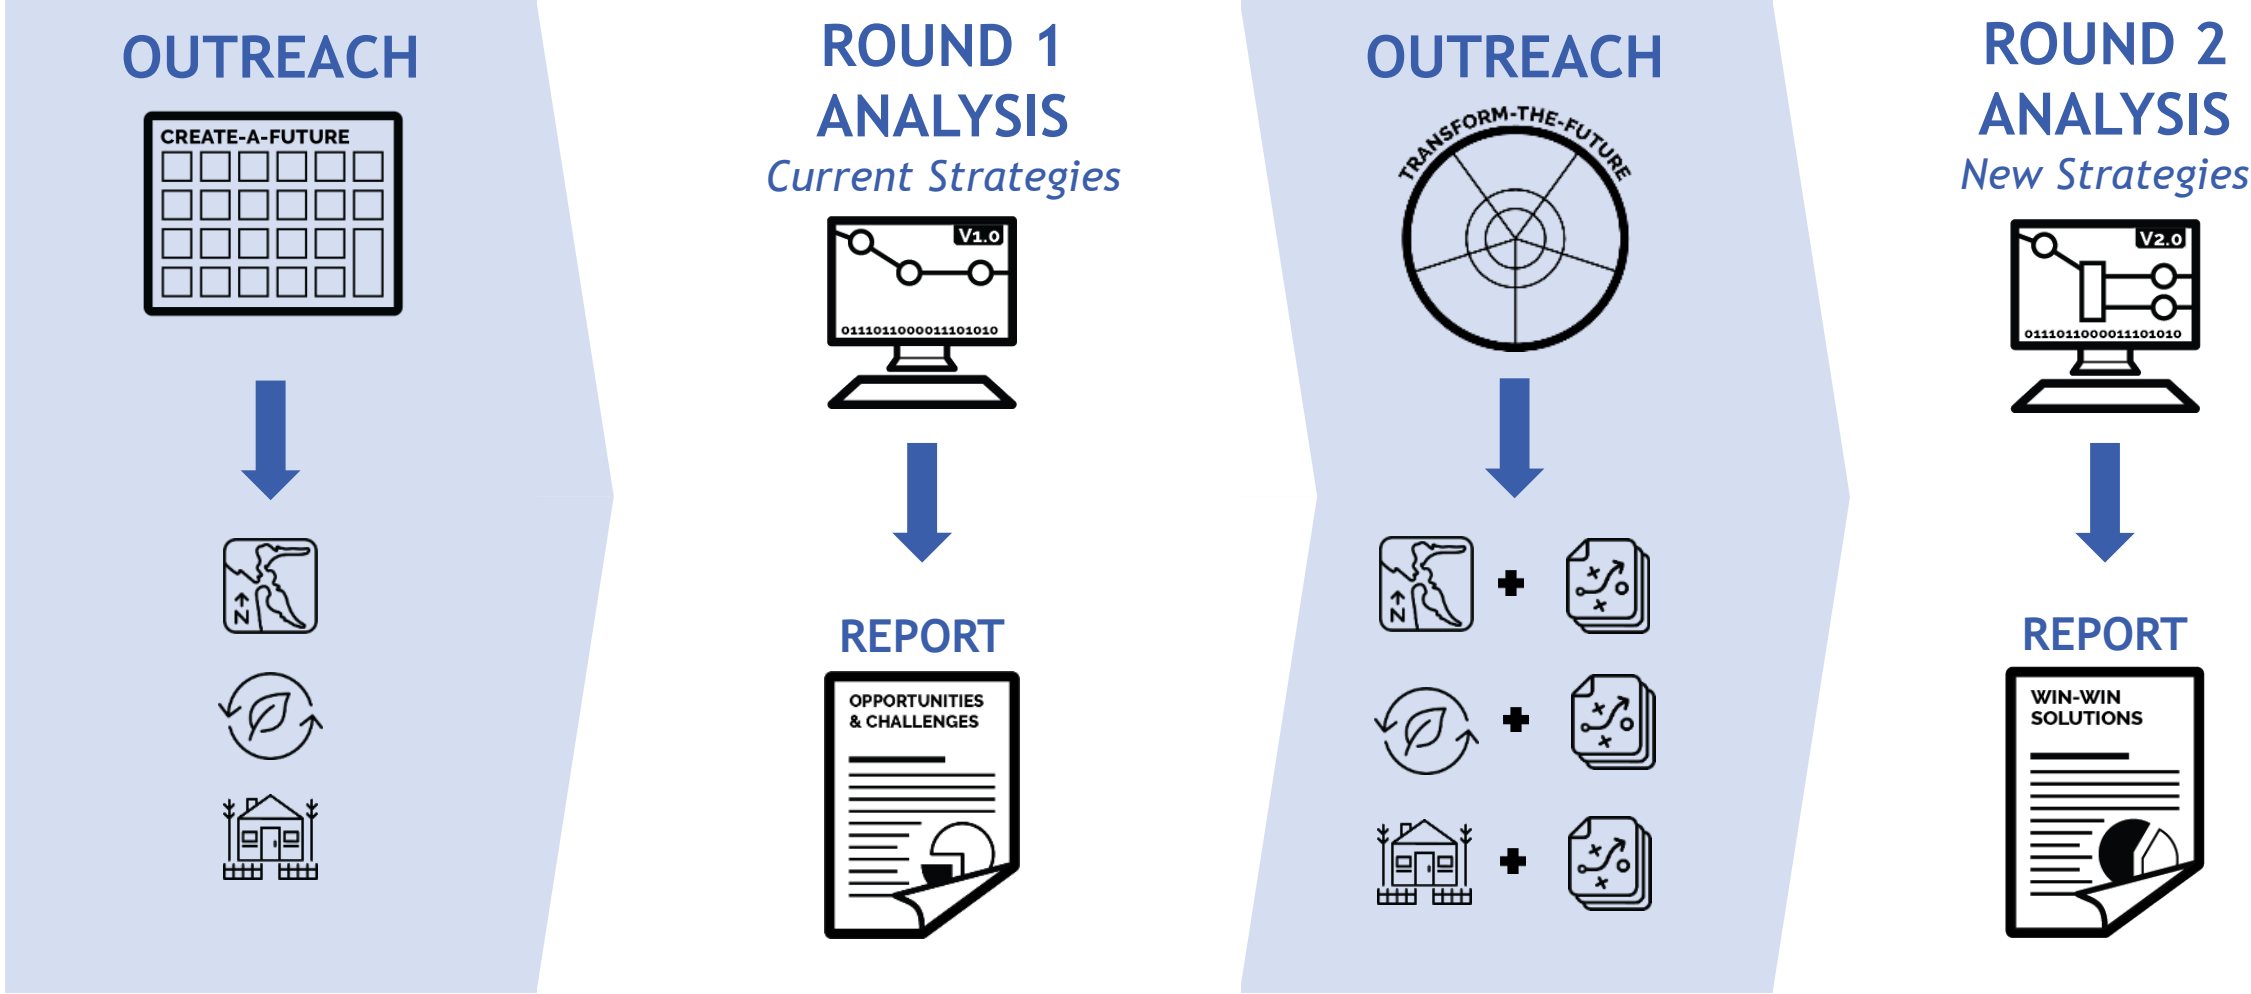 OUTREACH
CREATE-A-FUTURE
N
ROUND 1
ANALYSIS
Current Strategies
V1.0
0111011000011101010
REPORT
OPPORTUNITIES
& CHALLENGES
OUTREACH
TRANSFORM-THE-FUTURE
N
ROUND 2
ANALYSIS
New Strategies
V2.0
0111011000011101010
REPORT
WIN-WIN
SOLUTIONS